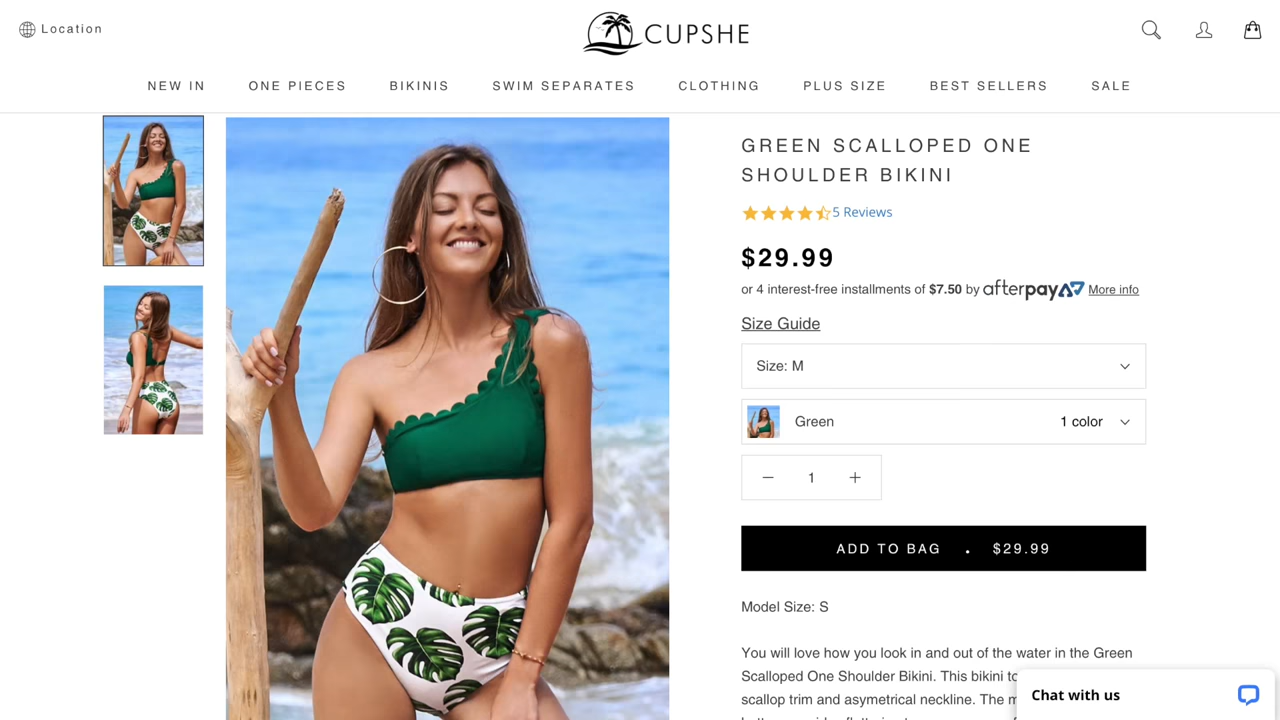 Location
CUPSHE
NEW IN ONE PIECES BIKINIS SWIM SEPARATES CLOTHING PLUS SIZE BEST SELLERS SALE
GREEN SCALLOPED ONE
SHOULDER BIKINI
5 Reviews
$29.99
or 4 interest-free installments of $7.50 by afterpay More info
Size Guide
Size: M
Green 1 color
1
ADD TO BAG . $29.99
Model Size: S
You will love how you look in and out of the water in the Green
Scalloped One Shoulder Bikini. This bikini
scallop trim and asymetrical neckline. The
Chat with us